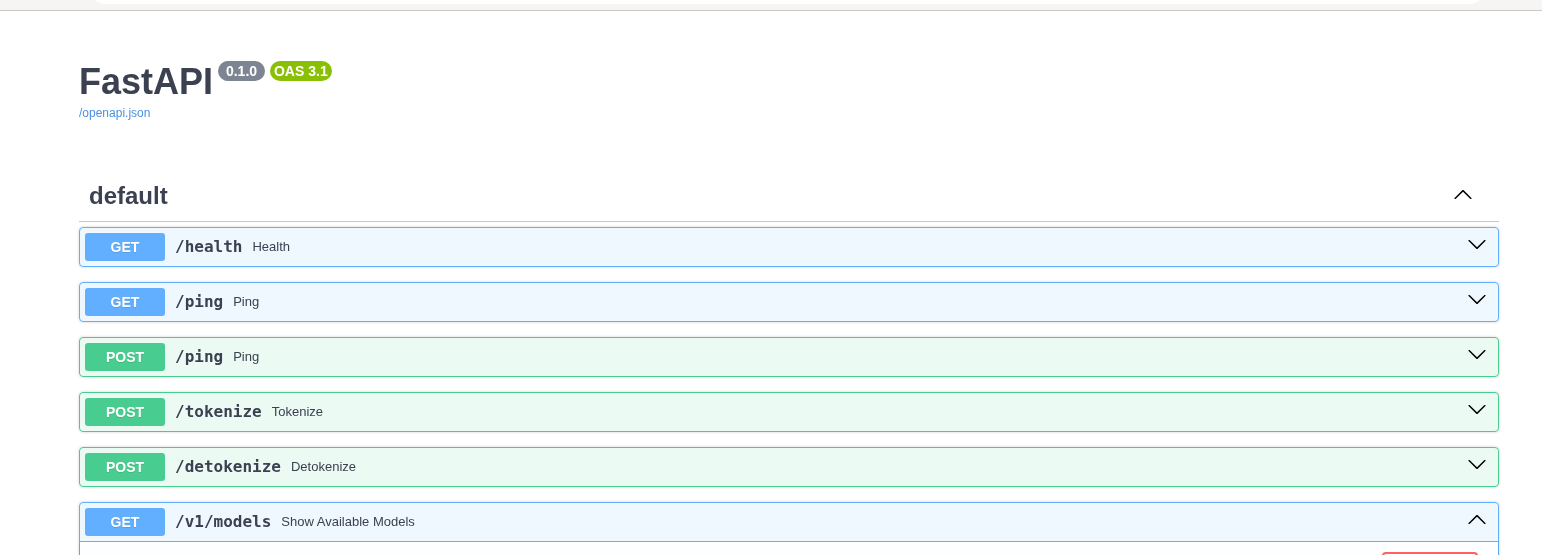 FastAPI 0.1.0 OAS 3.1
/openapi.json
default
GET /health Health
GET /ping Ping
POST /ping Ping
POST /tokenize Tokenize
POST /detokenize Detokenize
GET /v1/models Show Available Models